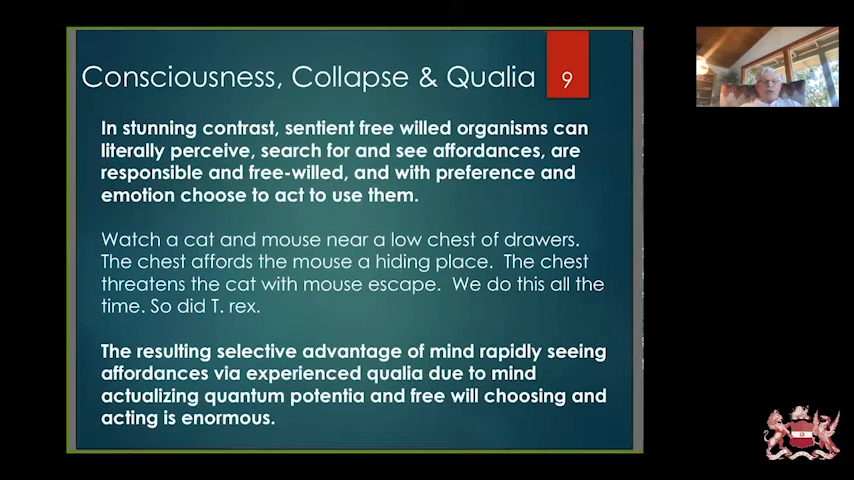 Consciousness, Collapse & Qualia
9
In stunning contrast, sentient free willed organisms can
literally perceive, search for and see affordances, are
responsible and free-willed, and with preference and
emotion choose to act to use them.
Watch a cat and mouse near a low chest of drawers.
The chest affords the mouse a hiding place. The chest
threatens the cat with mouse escape. We do this all the
time. So did T. rex.
The resulting selective advantage of mind rapidly seeing
affordances via experienced qualia due to mind
actualizing quantum potentia and free will choosing and
acting is enormous.